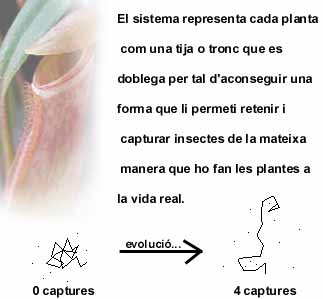 El sistema representa cada planta
com una tija o tronc que es
doblega per tal d'aconseguir una
forma que li permeti retenir i
capturar insectes de la mateixa
manera que ho fan les plantes a
la vida real.
evolució...
0 captures
4 captures